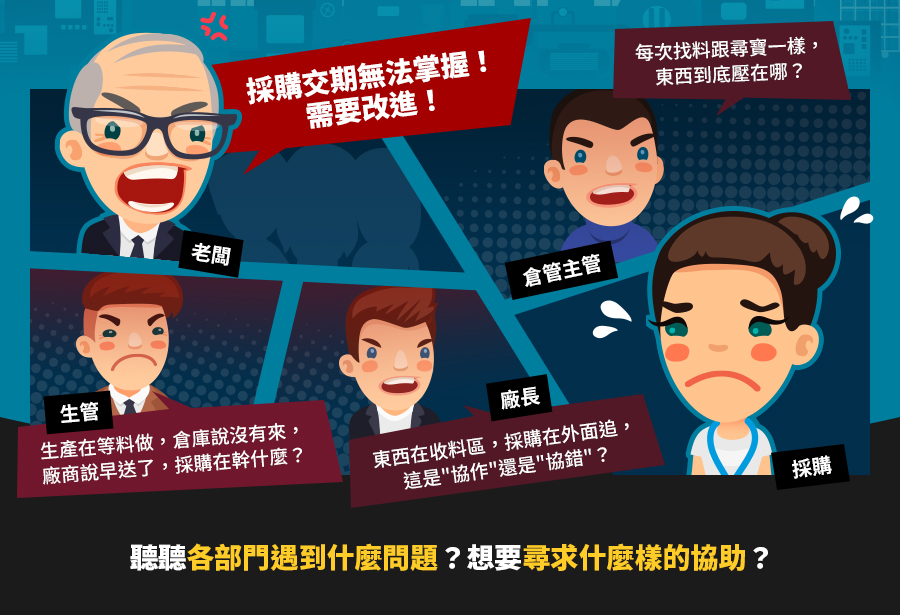 採購交期無法掌握！
需要改進！
每次找料跟尋寶一樣，
東西到底壓在哪？
老闆
倉管主管
生管
生產在等料做，倉庫說沒有來，
廠商說早送了，採購在幹什麼？
廠長
東西在收料區，採購在外面追，
這是"協作"還是"協錯"？
採購
聽聽各部門遇到什麼問題？想要尋求什麼樣的協助？